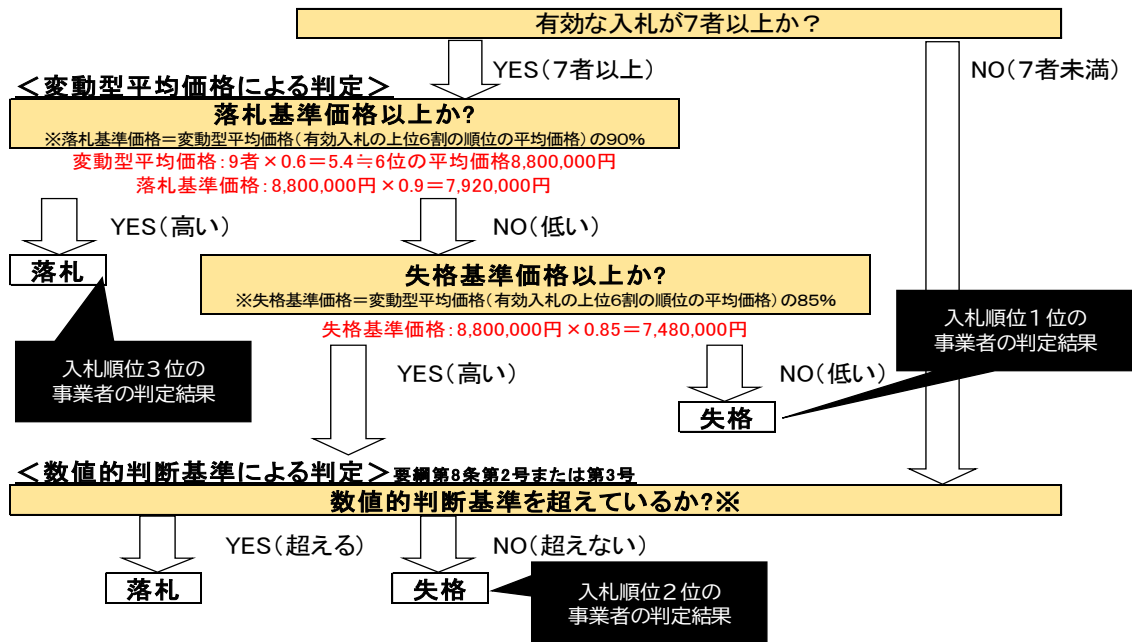 有効な入札が7者以上か？
YES（7者以上）
NO（7者未満）
＜変動型平均価格による判定＞
落札基準価格以上か?
※落札基準価格＝変動型平均価格（有効入札の上位6割の順位の平均価格）の90%
変動型平均価格：9者×0.6＝5.4≒6位の平均価格8,800,000円
落札基準価格：8,800,000円×0.9＝7,920,000円
YES（高い）
NO（低い）
落札
失格基準価格以上か?
※失格基準価格＝変動型平均価格（有効入札の上位6割の順位の平均価格）の85%
失格基準価格：8,800,000円×0.85＝7,480,000円
入札順位１位の
事業者の判定結果
入札順位３位の
事業者の判定結果
YES（高い）
NO（低い）
失格
＜数値的判断基準による判定＞要綱第8条第2号または第3号
数値的判断基準を超えているか?※
YES（超える）
NO（超えない）
落札
失格
入札順位２位の
事業者の判定結果